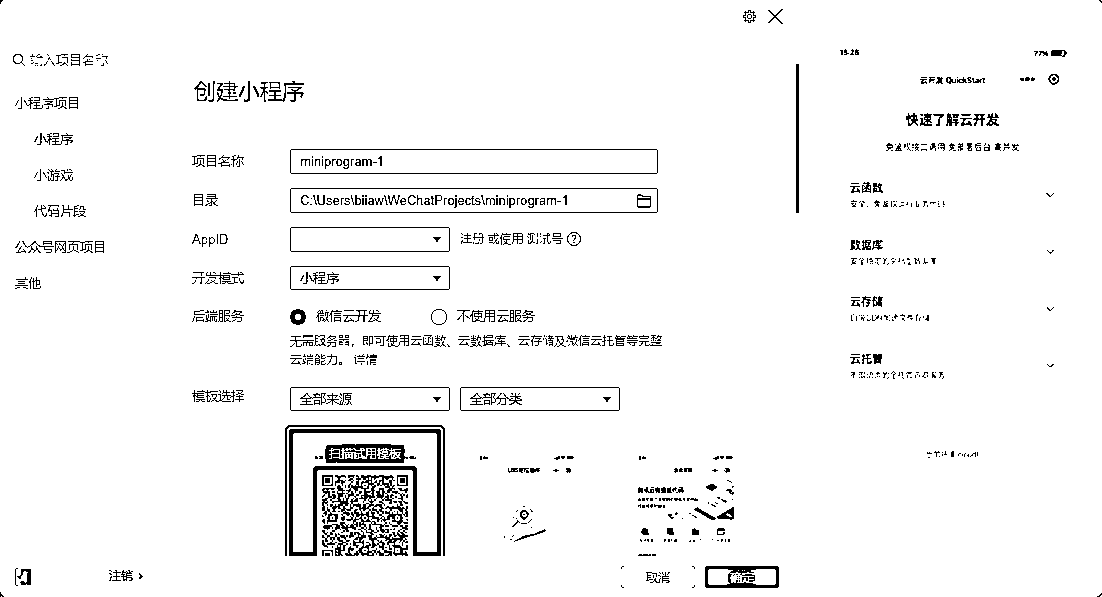 输入项目名称
小程序项目
小程序
小游戏
代码片段
公众号网页项目
其他
注销 ›
创建小程序
项目名称 miniprogram-1
目录 C:\Users\biiaw\WeChatProjects\miniprogram-1
AppID 注册 或使用 测试号 ?
开发模式 小程序
后端服务 微信云开发 不使用云服务
无需服务器，即可使用云函数、云数据库、云存储及微信云托管等完整
云端能力。 详情
模板选择 全部来源 全部分类
扫描试用模板
取消 确定
77%
云开发 QuickStart
快速了解云开发
云函数
数据库
云存储
云托管